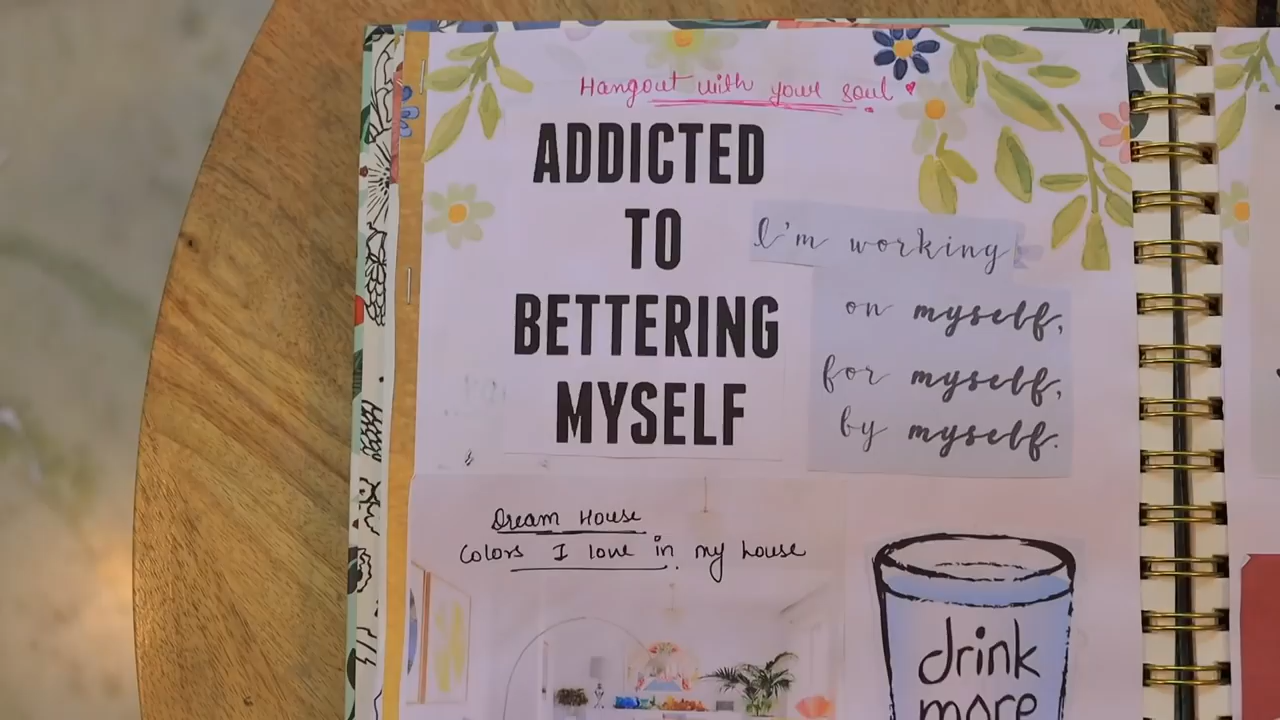 Hangout with your soul
ADDICTED
TO
BETTERING
MYSELF
I'm working
on myself,
for myself,
by myself.
Dream House
Colors I love in my house
drink
more